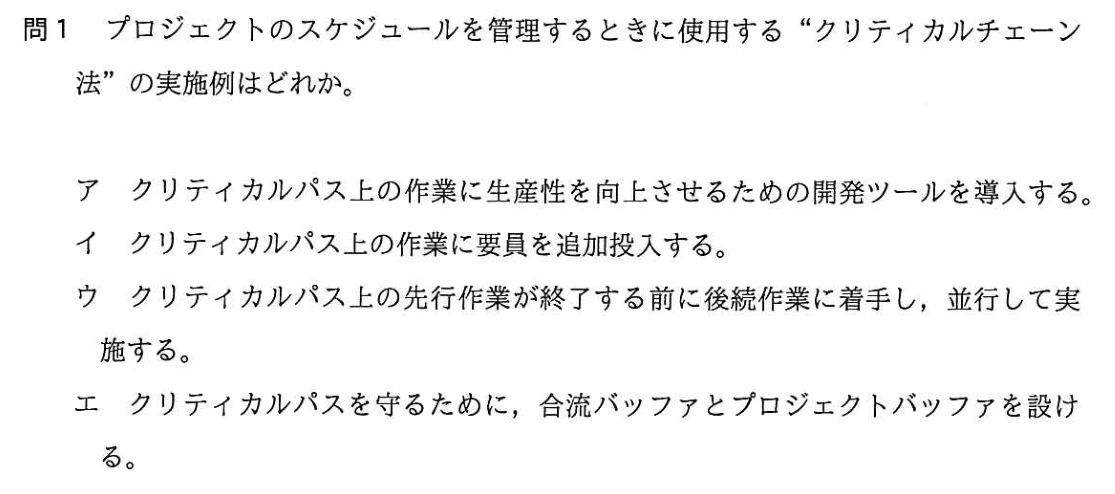 問1 プロジェクトのスケジュールを管理するときに使用する“クリティカルチェーン
法”の実施例はどれか。
ア クリティカルパス上の作業に生産性を向上させるための開発ツールを導入する。
イ クリティカルパス上の作業に要員を追加投入する。
ウ クリティカルパス上の先行作業が終了する前に後続作業に着手し，並行して実
施する。
エ クリティカルパスを守るために，合流バッファとプロジェクトバッファを設け
る。